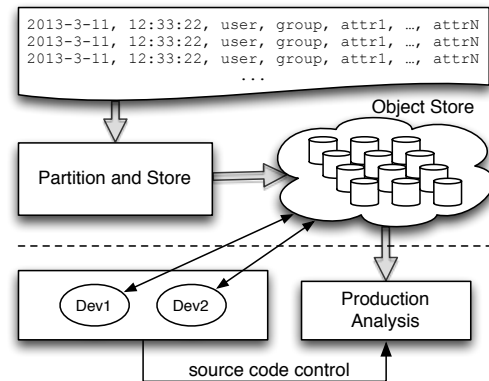 2013-3-11, 12:33:22, user, group, attr1, …, attrN
2013-3-11, 12:33:22, user, group, attr1, …, attrN
2013-3-11, 12:33:22, user, group, attr1, …, attrN
...
Object Store
Partition and Store
Dev1
Dev2
Production
Analysis
source code control